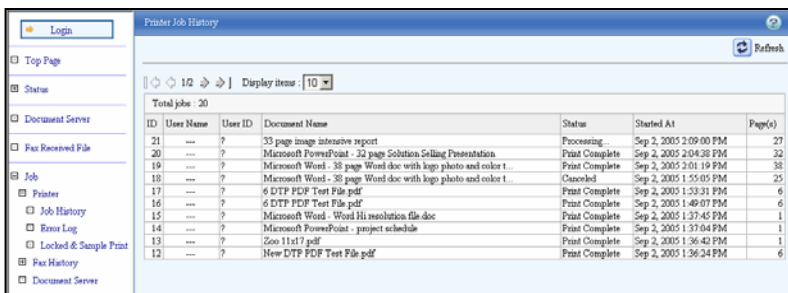 Login
Top Page
Status
Document Server
Fax Received File
Job
Printer
Job History
Error Log
Locked & Sample Print
Fax History
Document Server
Printer Job History
Refresh
1/2 Display items : 10
Total jobs : 20
ID User Name User ID Document Name Status Started At Page(s)
21 --- ? 33 page image intensive report Processing... Sep 2, 2005 2:09:00 PM 27
20 --- ? Microsoft PowerPoint - 32 page Solution Selling Presentation Print Complete Sep 2, 2005 2:04:38 PM 32
19 --- ? Microsoft Word - 38 page Word doc with logo photo and color t... Print Complete Sep 2, 2005 2:01:19 PM 38
18 --- ? Microsoft Word - 38 page Word doc with logo photo and color t... Canceled Sep 2, 2005 1:55:05 PM 25
17 --- ? 6 DTP PDF Test File.pdf Print Complete Sep 2, 2005 1:53:31 PM 6
16 --- ? 6 DTP PDF Test File.pdf Print Complete Sep 2, 2005 1:49:07 PM 6
15 --- ? Microsoft Word - Word Hi resolution file.doc Print Complete Sep 2, 2005 1:37:45 PM 1
14 --- ? Microsoft PowerPoint - project schedule Print Complete Sep 2, 2005 1:37:04 PM 1
13 --- ? Zoo 11x17.pdf Print Complete Sep 2, 2005 1:36:42 PM 1
12 --- ? New DTP PDF Test File.pdf Print Complete Sep 2, 2005 1:36:24 PM 6